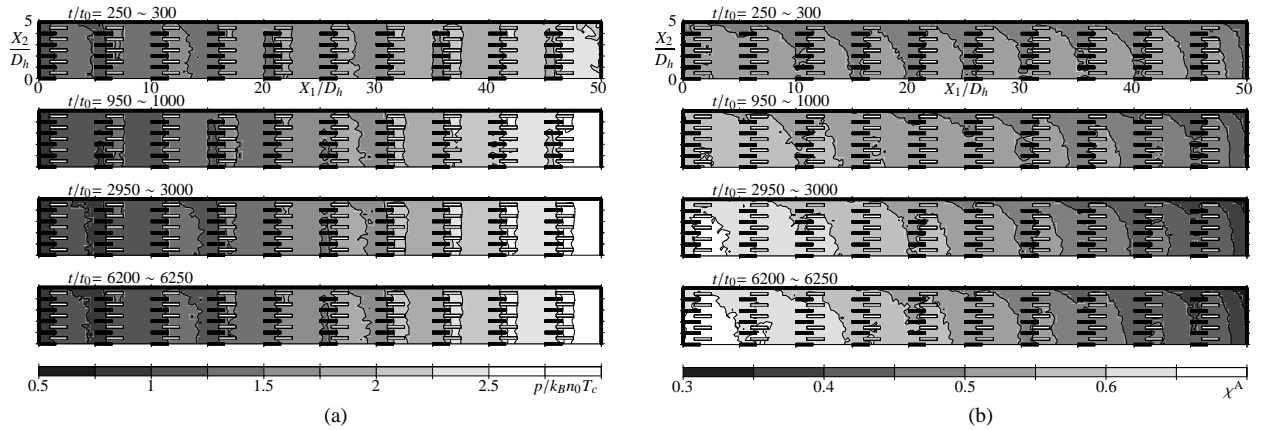 t/t0= 250 ~ 300
5
X2
Dh
0
0 10 20 30 40 50
X1/Dh
t/t0= 950 ~ 1000
t/t0= 2950 ~ 3000
t/t0= 6200 ~ 6250
0.5 1 1.5 2 2.5
p/kBn0Tc
(a)
t/t0= 250 ~ 300
5
X2
Dh
0
0 10 20 30 40 50
X1/Dh
t/t0= 950 ~ 1000
t/t0= 2950 ~ 3000
t/t0= 6200 ~ 6250
0.3 0.4 0.5 0.6
χA
(b)